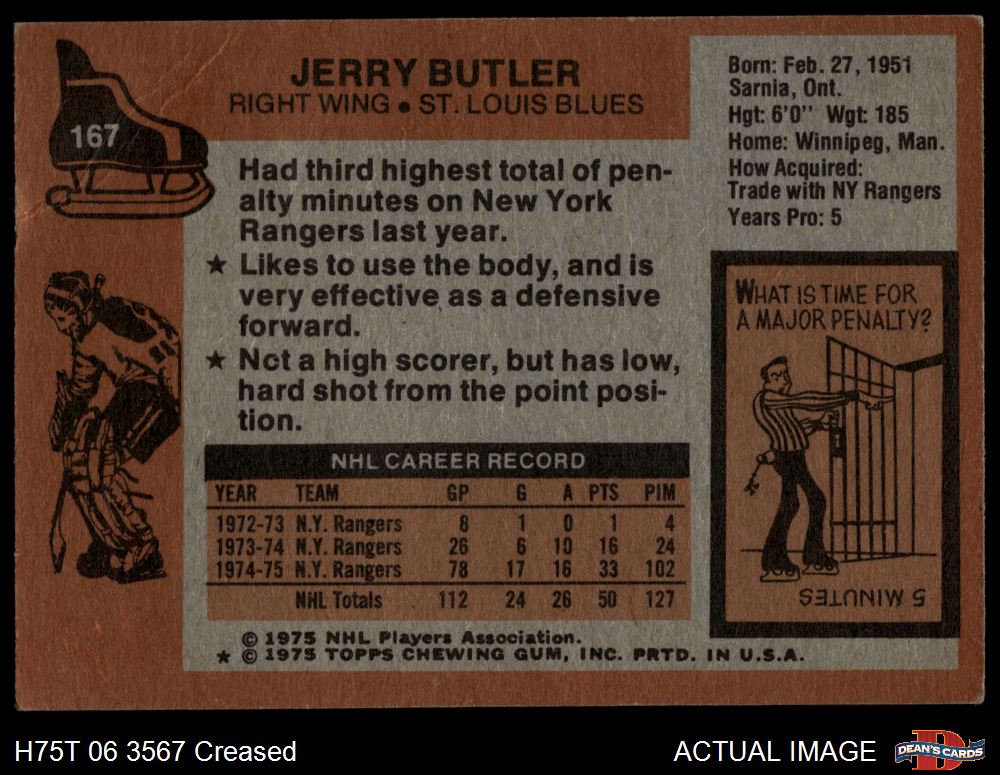 167
JERRY BUTLER
RIGHT WING • ST. LOUIS BLUES
Had third highest total of pen-
alty minutes on New York
Rangers last year.
★ Likes to use the body, and is
very effective as a defensive
forward.
★ Not a high scorer, but has low,
hard shot from the point posi-
tion.
Born: Feb. 27, 1951
Sarnia, Ont.
Hgt: 6'0" Wgt: 185
Home: Winnipeg, Man.
How Acquired:
Trade with NY Rangers
Years Pro: 5
WHAT IS TIME FOR
A MAJOR PENALTY?
5 MINUTES
NHL CAREER RECORD
YEAR TEAM GP G A PTS PIM
1972-73 N.Y. Rangers 8 1 0 1 4
1973-74 N.Y. Rangers 26 6 10 16 24
1974-75 N.Y. Rangers 78 17 16 33 102
NHL Totals 112 24 26 50 127
© 1975 NHL Players Association.
★ © 1975 TOPPS CHEWING GUM, INC. PRTD. IN U.S.A.
H75T 06 3567 Creased
ACTUAL IMAGE
D
DEAN'S CARDS